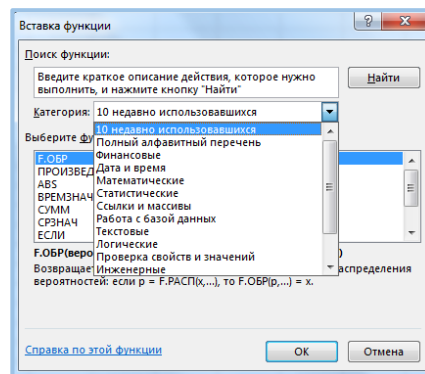 Вставка функции
Поиск функции:
Введите краткое описание действия, которое нужно
выполнить, и нажмите кнопку "Найти"
Найти
Категория: 10 недавно использовавшихся
10 недавно использовавшихся
Полный алфавитный перечень
Финансовые
Дата и время
Математические
Статистические
Ссылки и массивы
Работа с базой данных
Текстовые
Логические
Проверка свойств и значений
Инженерные
Выберите фу
F.ОБР
ПРОИЗВЕД
ABS
ВРЕМЗНАЧ
СУММ
СРЗНАЧ
ЕСЛИ
F.ОБР(веро
)
Возвращае
аспределения
вероятностей: если p = F.РАСП(x,...), то F.ОБР(p,...) = x.
Справка по этой функции
ОК
Отмена